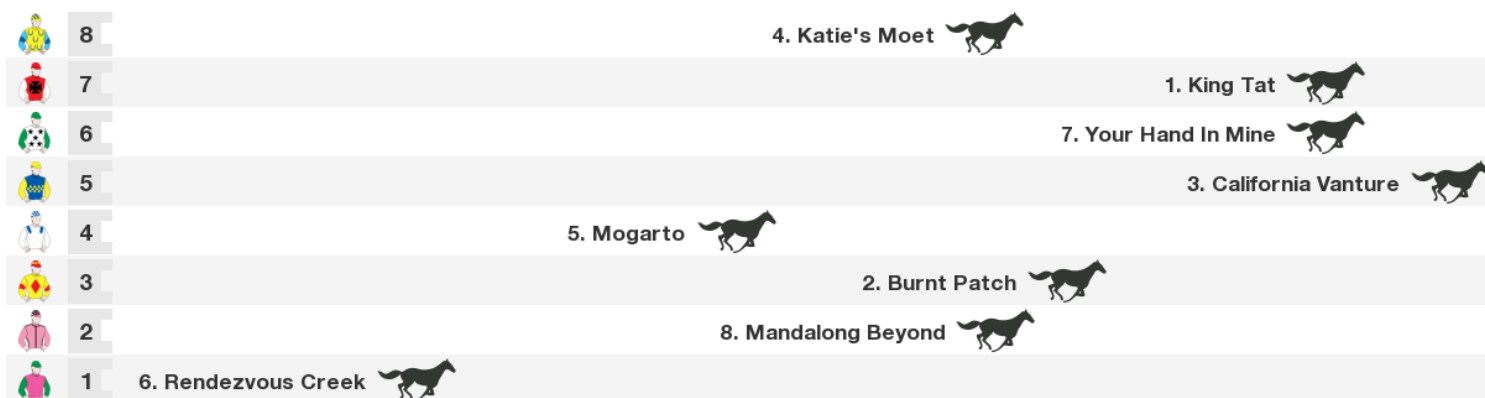 8 4. Katie's Moet
7 1. King Tat
6 7. Your Hand In Mine
5 3. California Vanture
4 5. Mogarto
3 2. Burnt Patch
2 8. Mandalong Beyond
1 6. Rendezvous Creek